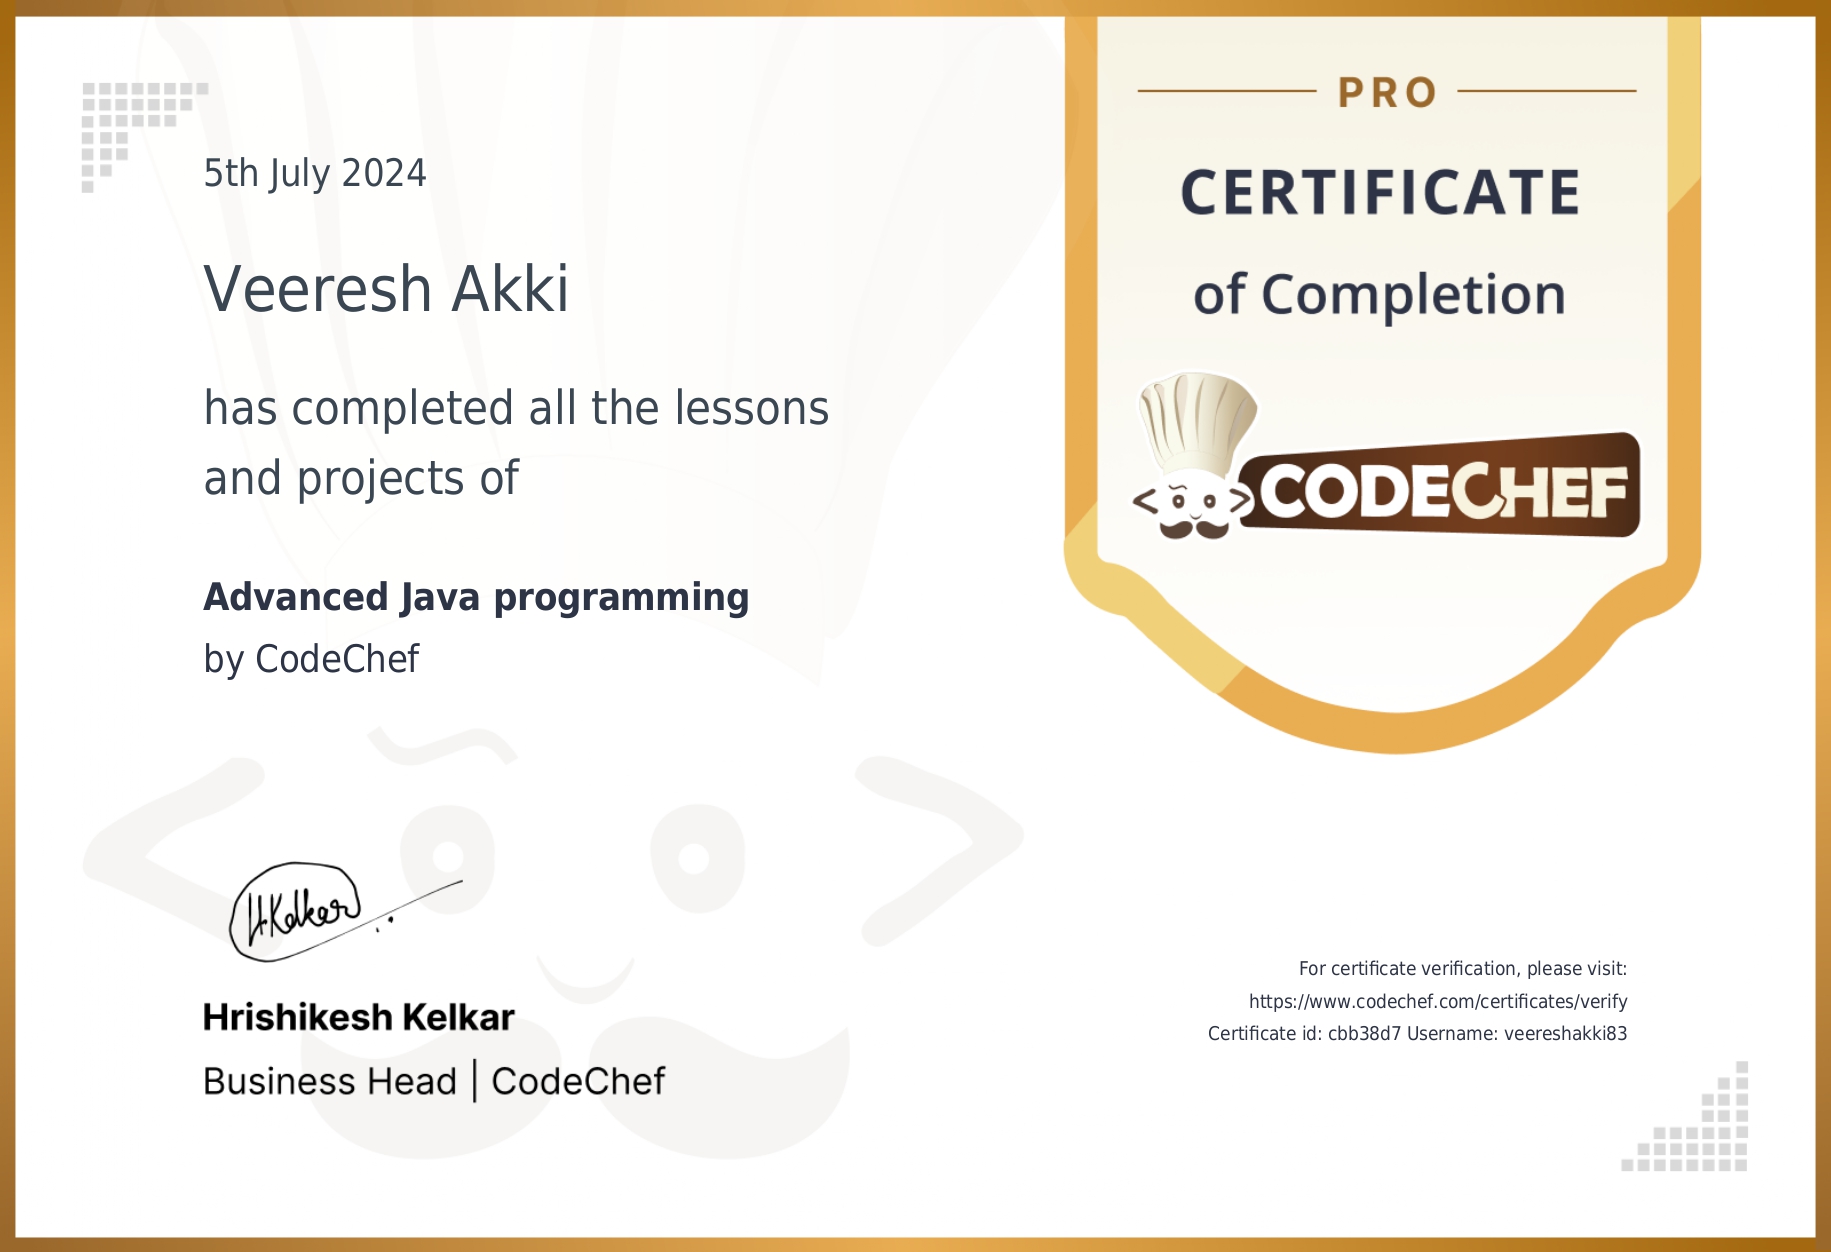 5th July 2024
Veeresh Akki
has completed all the lessons
and projects of
Advanced Java programming
by CodeChef
HKelkar
Hrishikesh Kelkar
Business Head | CodeChef
PRO
CERTIFICATE
of Completion
CODECHEF
For certificate verification, please visit:
https://www.codechef.com/certificates/verify
Certificate id: cbb38d7 Username: veereshakki83